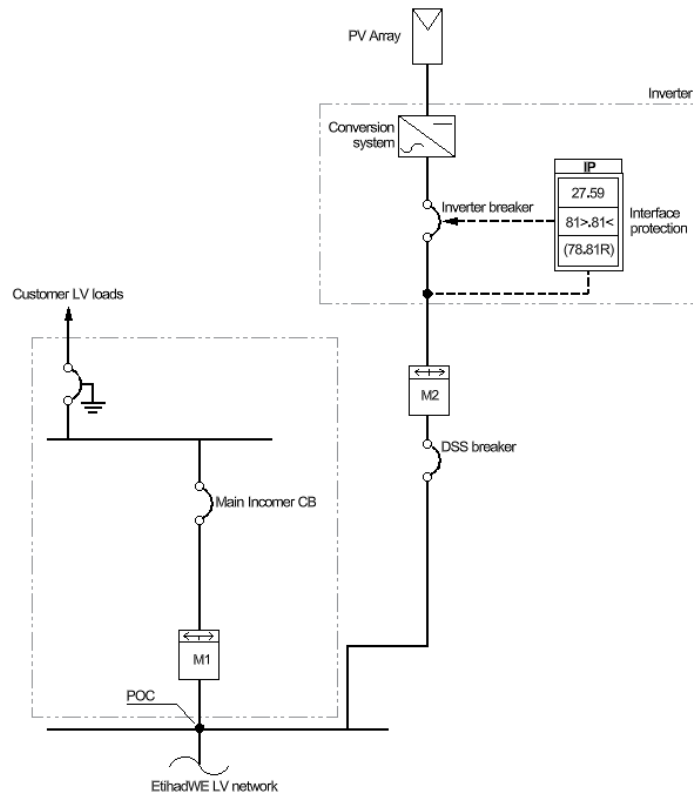 PV Array
Inverter
Conversion
system
IP
27.59
81>.81<
(78.81R)
Interface
protection
Inverter breaker
Customer LV loads
M2
DSS breaker
Main Incomer CB
M1
POC
EtihadWE LV network